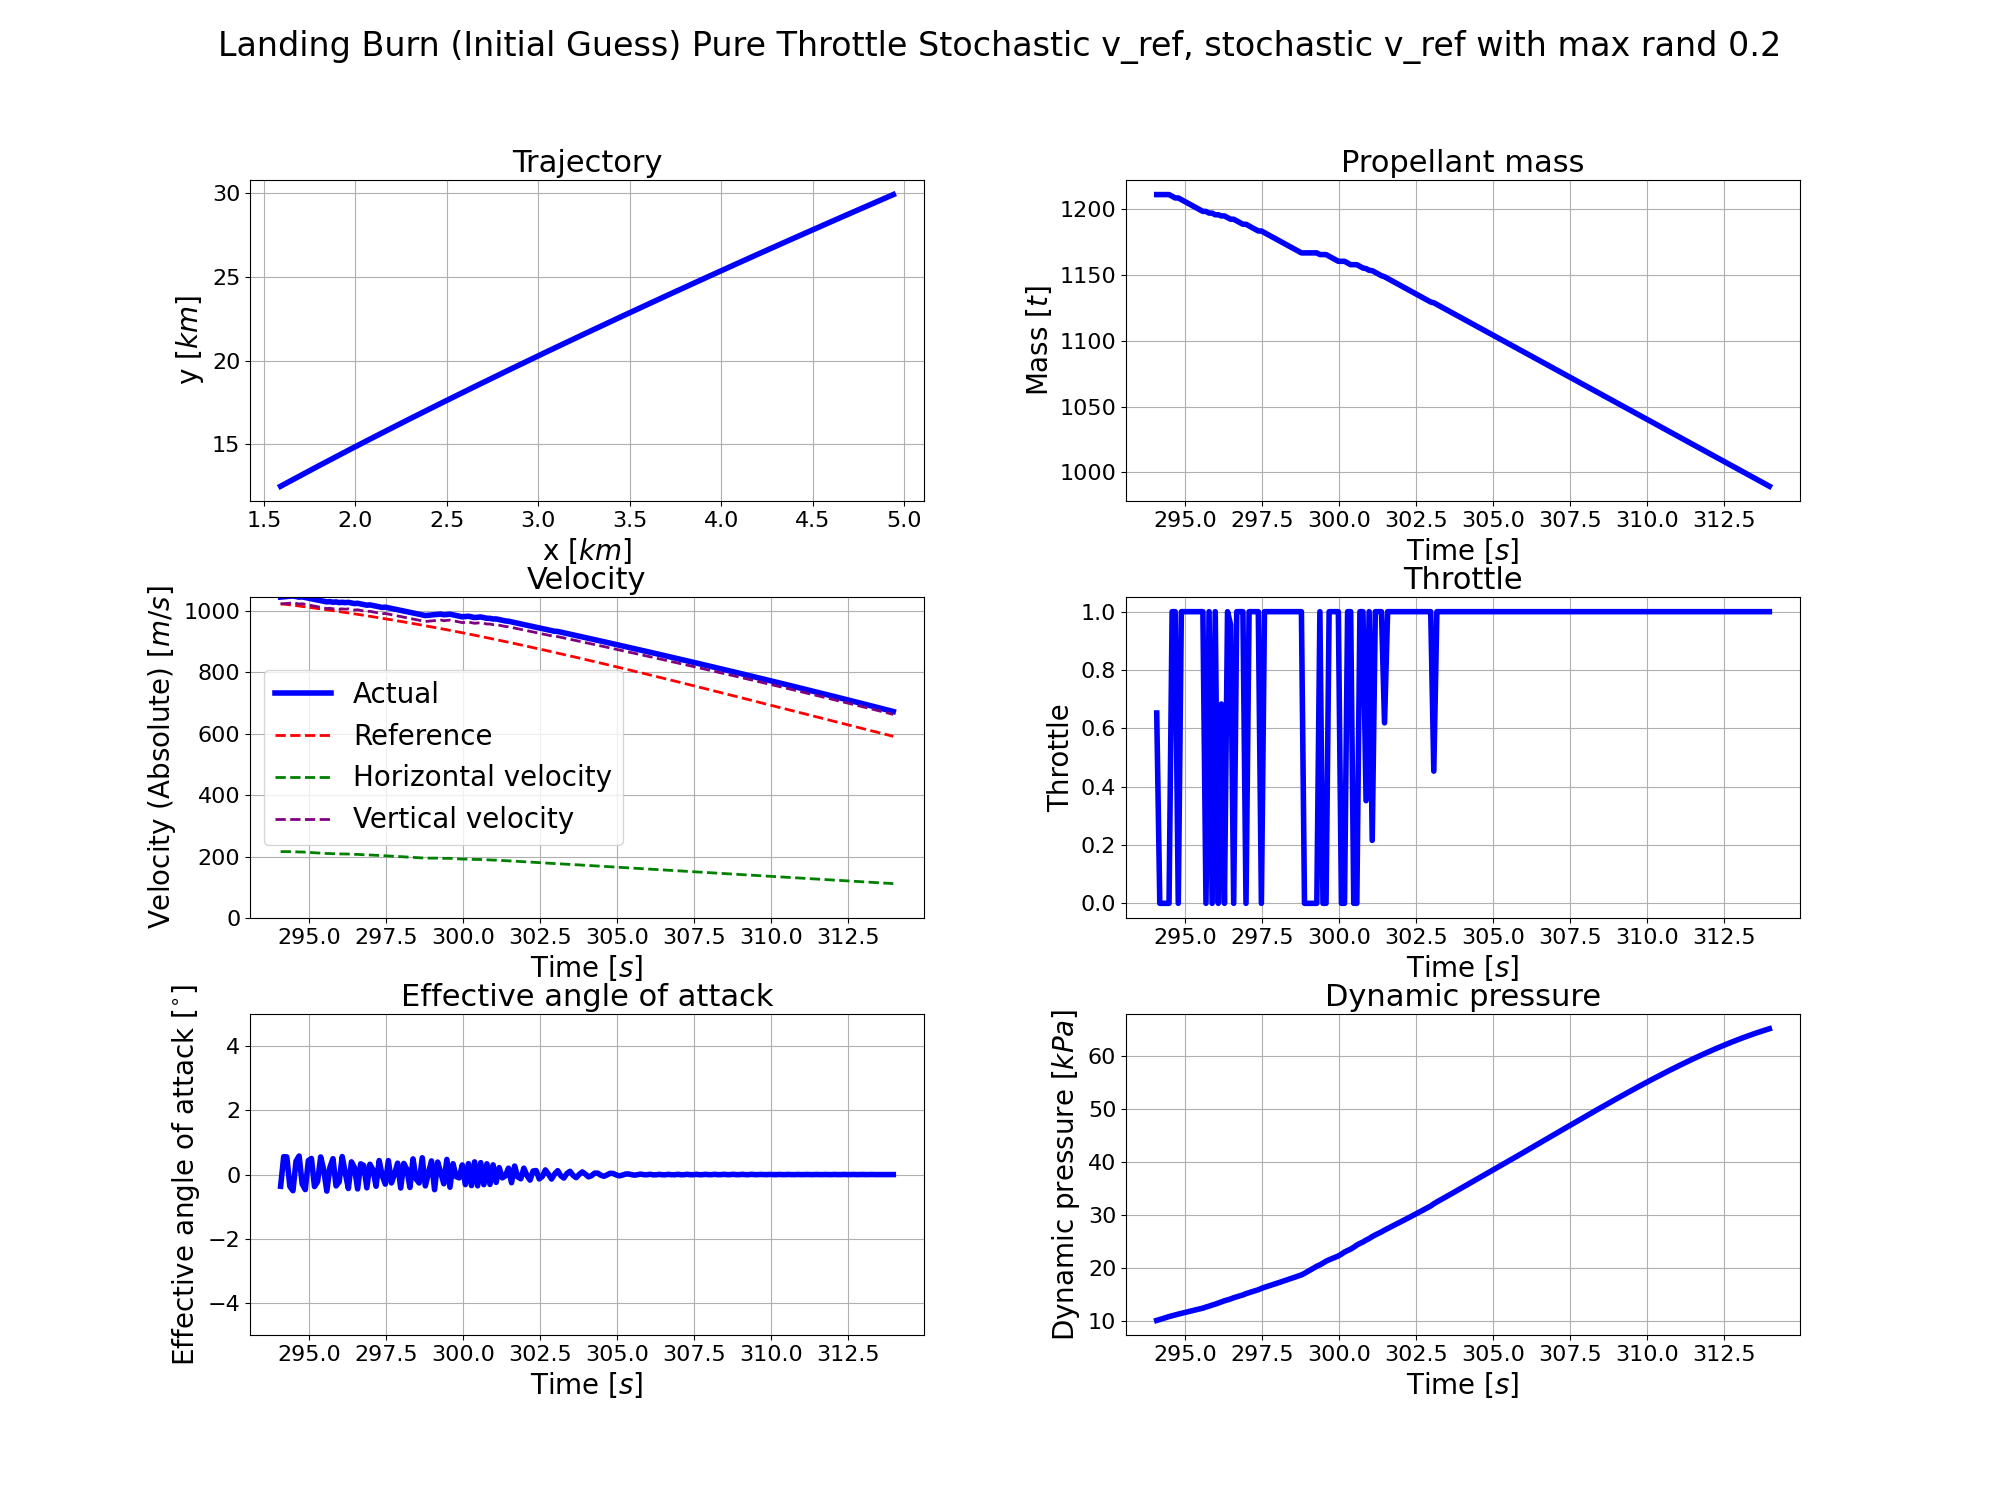 Landing Burn (Initial Guess) Pure Throttle Stochastic v_ref, stochastic v_ref with max rand 0.2
Trajectory
y [km]
30
25
20
15
1.5 2.0 2.5 3.0 3.5 4.0 4.5 5.0
x [km]
Propellant mass
Mass [t]
1200
1150
1100
1050
1000
295.0 297.5 300.0 302.5 305.0 307.5 310.0 312.5
Time [s]
Velocity
Velocity (Absolute) [m/s]
1000
800
600
400
200
0
Actual
Reference
Horizontal velocity
Vertical velocity
295.0 297.5 300.0 302.5 305.0 307.5 310.0 312.5
Time [s]
Throttle
Throttle
1.0
0.8
0.6
0.4
0.2
0.0
295.0 297.5 300.0 302.5 305.0 307.5 310.0 312.5
Time [s]
Effective angle of attack
Effective angle of attack [°]
4
2
0
−2
−4
295.0 297.5 300.0 302.5 305.0 307.5 310.0 312.5
Time [s]
Dynamic pressure
Dynamic pressure [kPa]
60
50
40
30
20
10
295.0 297.5 300.0 302.5 305.0 307.5 310.0 312.5
Time [s]